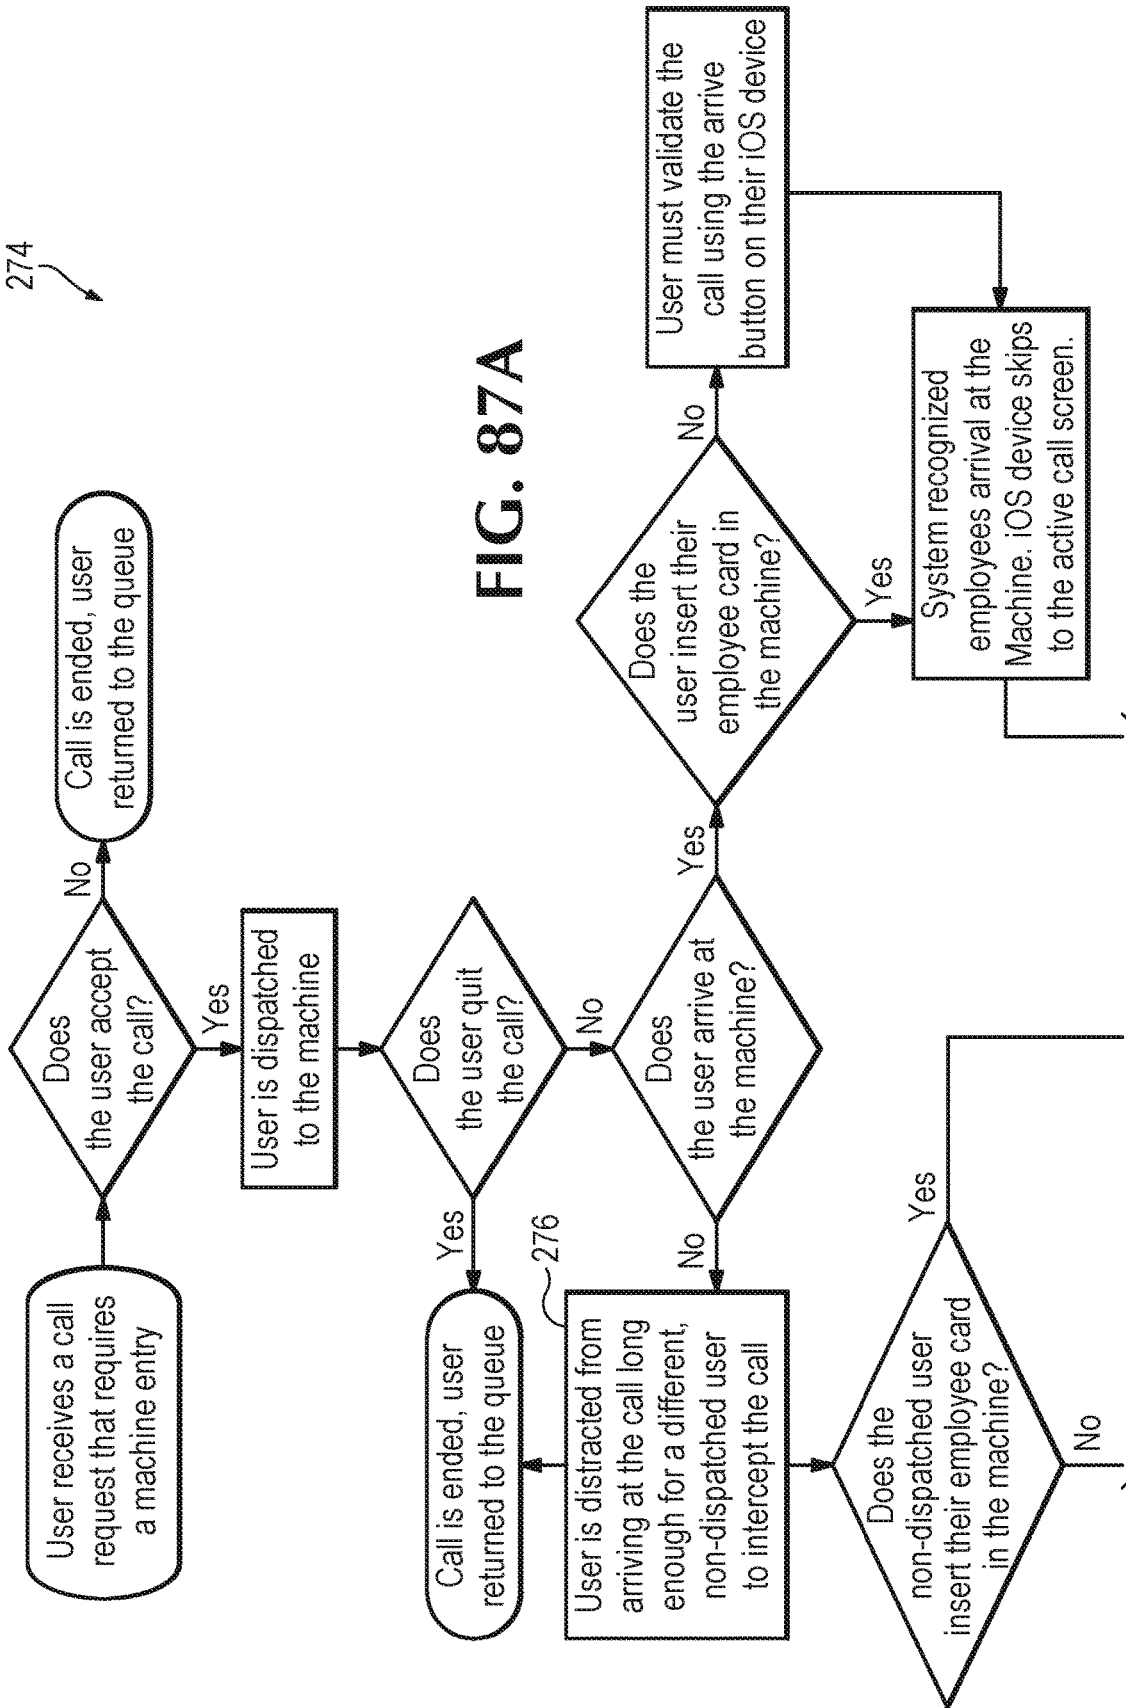 274
User receives a call
request that requires
a machine entry
Does
the user accept
the call?
No
Call is ended, user
returned to the queue
Yes
User is dispatched
to the machine
Does
the user quit
the call?
Yes
Call is ended, user
returned to the queue
No
FIG. 87A
Does
the user arrive at
the machine?
No
276
User is distracted from
arriving at the call long
enough for a different,
non-dispatched user
to intercept the call
Yes
Does the
user insert their
employee card in
the machine?
No
User must validate the
call using the arrive
button on their iOS device
Yes
System recognized
employees arrival at the
Machine. iOS device skips
to the active call screen.
Does the
non-dispatched user
insert their employee card
in the machine?
Yes
No